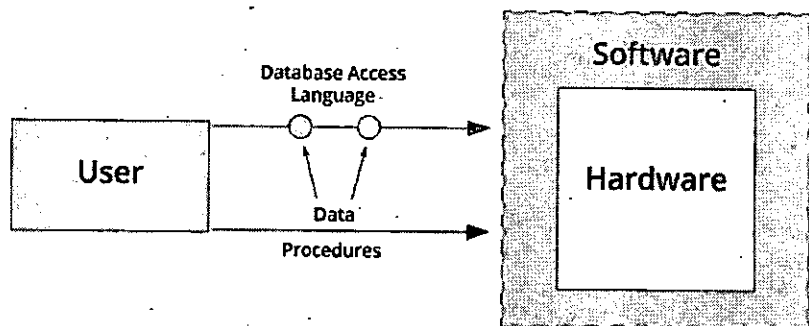 Software
Database Access
Language
User
Hardware
Data
Procedures